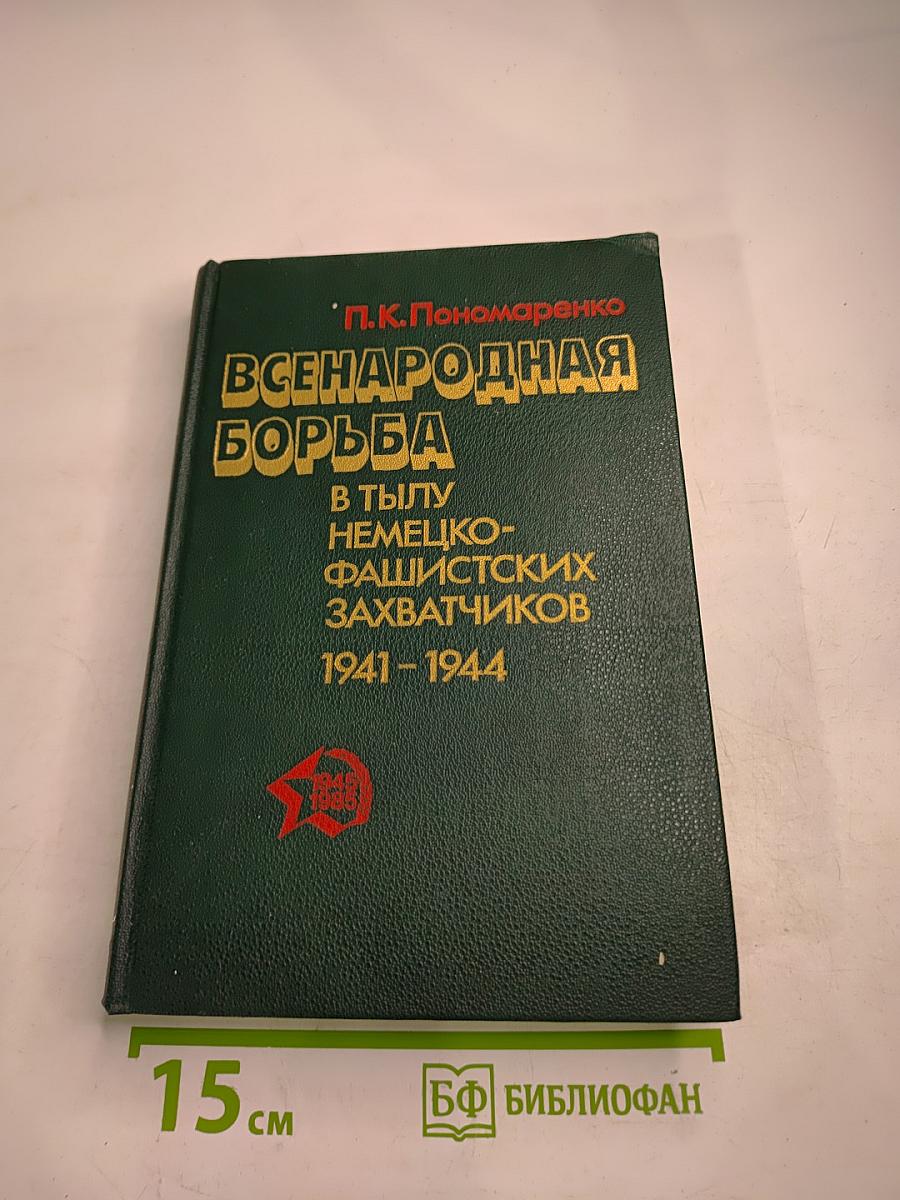 П.К.Пономаренко
ВСЕНАРОДНАЯ
БОРЬБА
В ТЫЛУ
НЕМЕЦКО-
ФАШИСТСКИХ
ЗАХВАТЧИКОВ
1941-1944
1945
1985
15 см
БФ БИБЛИОФАН